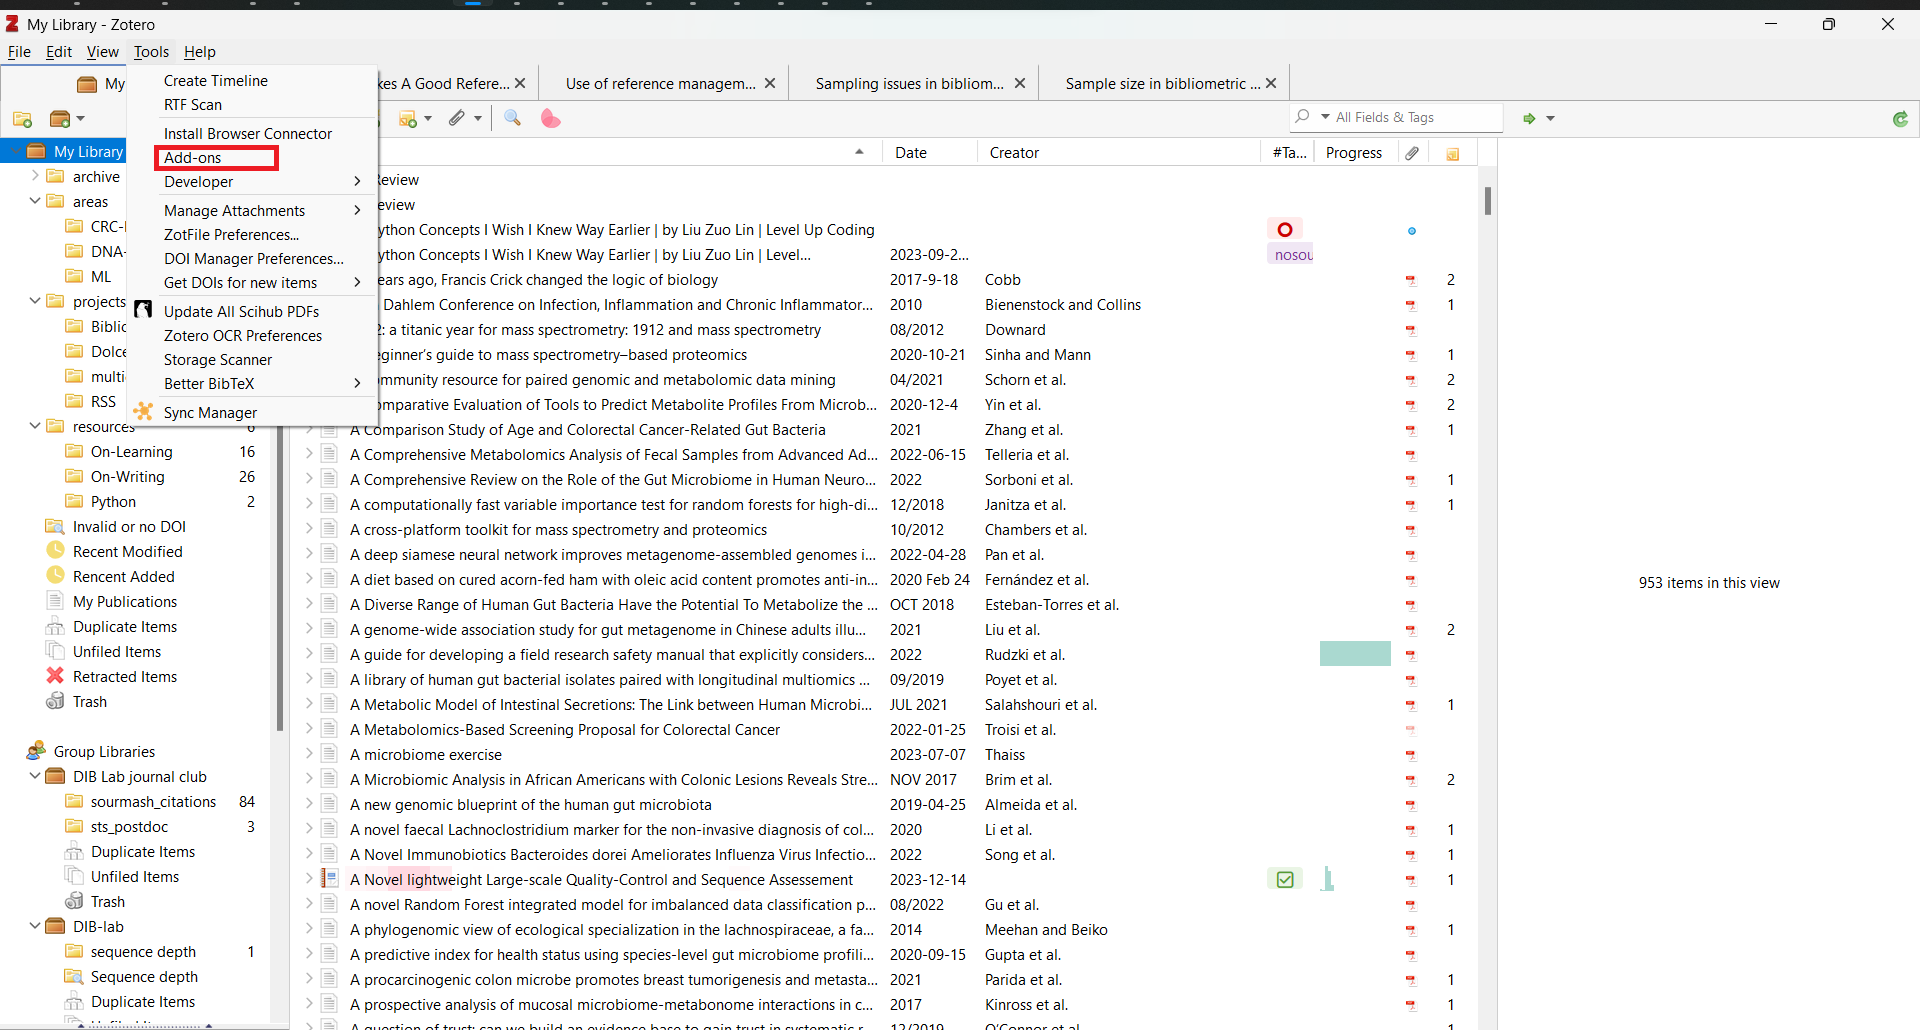 My Library - Zotero
File Edit View Tools Help
My
kes A Good Refere...
Use of reference managem...
Sampling issues in bibliom...
Sample size in bibliometric ...
All Fields & Tags
Create Timeline
RTF Scan
Install Browser Connector
Add-ons
Developer
Manage Attachments
ZotFile Preferences...
DOI Manager Preferences...
Get DOIs for new items
Update All Scihub PDFs
Zotero OCR Preferences
Storage Scanner
Better BibTeX
Sync Manager
My Library
archive
areas
CRC-
DNA-
ML
projects
Biblic
Dolce
multi
RSS
resources 6
On-Learning 16
On-Writing 26
Python 2
Invalid or no DOI
Recent Modified
Rencent Added
My Publications
Duplicate Items
Unfiled Items
Retracted Items
Trash
Group Libraries
DIB Lab journal club
sourmash_citations 84
sts_postdoc 3
Duplicate Items
Unfiled Items
Trash
DIB-lab
sequence depth 1
Sequence depth
Duplicate Items
Unfiled Items
Date Creator #Ta... Progress
Review
eview
ython Concepts I Wish I Knew Way Earlier | by Liu Zuo Lin | Level Up Coding
ython Concepts I Wish I Knew Way Earlier | by Liu Zuo Lin | Level... 2023-09-2... nosou
ears ago, Francis Crick changed the logic of biology 2017-9-18 Cobb 2
Dahlem Conference on Infection, Inflammation and Chronic Inflammator... 2010 Bienenstock and Collins 1
2: a titanic year for mass spectrometry: 1912 and mass spectrometry 08/2012 Downard
eginner's guide to mass spectrometry–based proteomics 2020-10-21 Sinha and Mann 1
mmunity resource for paired genomic and metabolomic data mining 04/2021 Schorn et al. 2
omparative Evaluation of Tools to Predict Metabolite Profiles From Microb... 2020-12-4 Yin et al. 2
A Comparison Study of Age and Colorectal Cancer-Related Gut Bacteria 2021 Zhang et al. 1
A Comprehensive Metabolomics Analysis of Fecal Samples from Advanced Ad... 2022-06-15 Telleria et al.
A Comprehensive Review on the Role of the Gut Microbiome in Human Neuro... 2022 Sorboni et al. 1
A computationally fast variable importance test for random forests for high-di... 12/2018 Janitza et al. 1
A cross-platform toolkit for mass spectrometry and proteomics 10/2012 Chambers et al.
A deep siamese neural network improves metagenome-assembled genomes i... 2022-04-28 Pan et al.
A diet based on cured acorn-fed ham with oleic acid content promotes anti-in... 2020 Feb 24 Fernández et al.
A Diverse Range of Human Gut Bacteria Have the Potential To Metabolize the ... OCT 2018 Esteban-Torres et al.
A genome-wide association study for gut metagenome in Chinese adults illu... 2021 Liu et al. 2
A guide for developing a field research safety manual that explicitly considers... 2022 Rudzki et al.
A library of human gut bacterial isolates paired with longitudinal multiomics ... 09/2019 Poyet et al.
A Metabolic Model of Intestinal Secretions: The Link between Human Microbi... JUL 2021 Salahshouri et al. 1
A Metabolomics-Based Screening Proposal for Colorectal Cancer 2022-01-25 Troisi et al.
A microbiome exercise 2023-07-07 Thaiss
A Microbiomic Analysis in African Americans with Colonic Lesions Reveals Stre... NOV 2017 Brim et al. 2
A new genomic blueprint of the human gut microbiota 2019-04-25 Almeida et al.
A novel faecal Lachnoclostridium marker for the non-invasive diagnosis of col... 2020 Li et al. 1
A Novel Immunobiotics Bacteroides dorei Ameliorates Influenza Virus Infectio... 2022 Song et al. 1
A Novel lightweight Large-scale Quality-Control and Sequence Assessement 2023-12-14 1
A novel Random Forest integrated model for imbalanced data classification p... 08/2022 Gu et al.
A phylogenomic view of ecological specialization in the lachnospiraceae, a fa... 2014 Meehan and Beiko 1
A predictive index for health status using species-level gut microbiome profili... 2020-09-15 Gupta et al.
A procarcinogenic colon microbe promotes breast tumorigenesis and metasta... 2021 Parida et al. 1
A prospective analysis of mucosal microbiome-metabonome interactions in c... 2017 Kinross et al. 1
A question of trust: can we build an evidence base to gain trust in systematic r... 12/2019 O'Connor et al. 1
953 items in this view